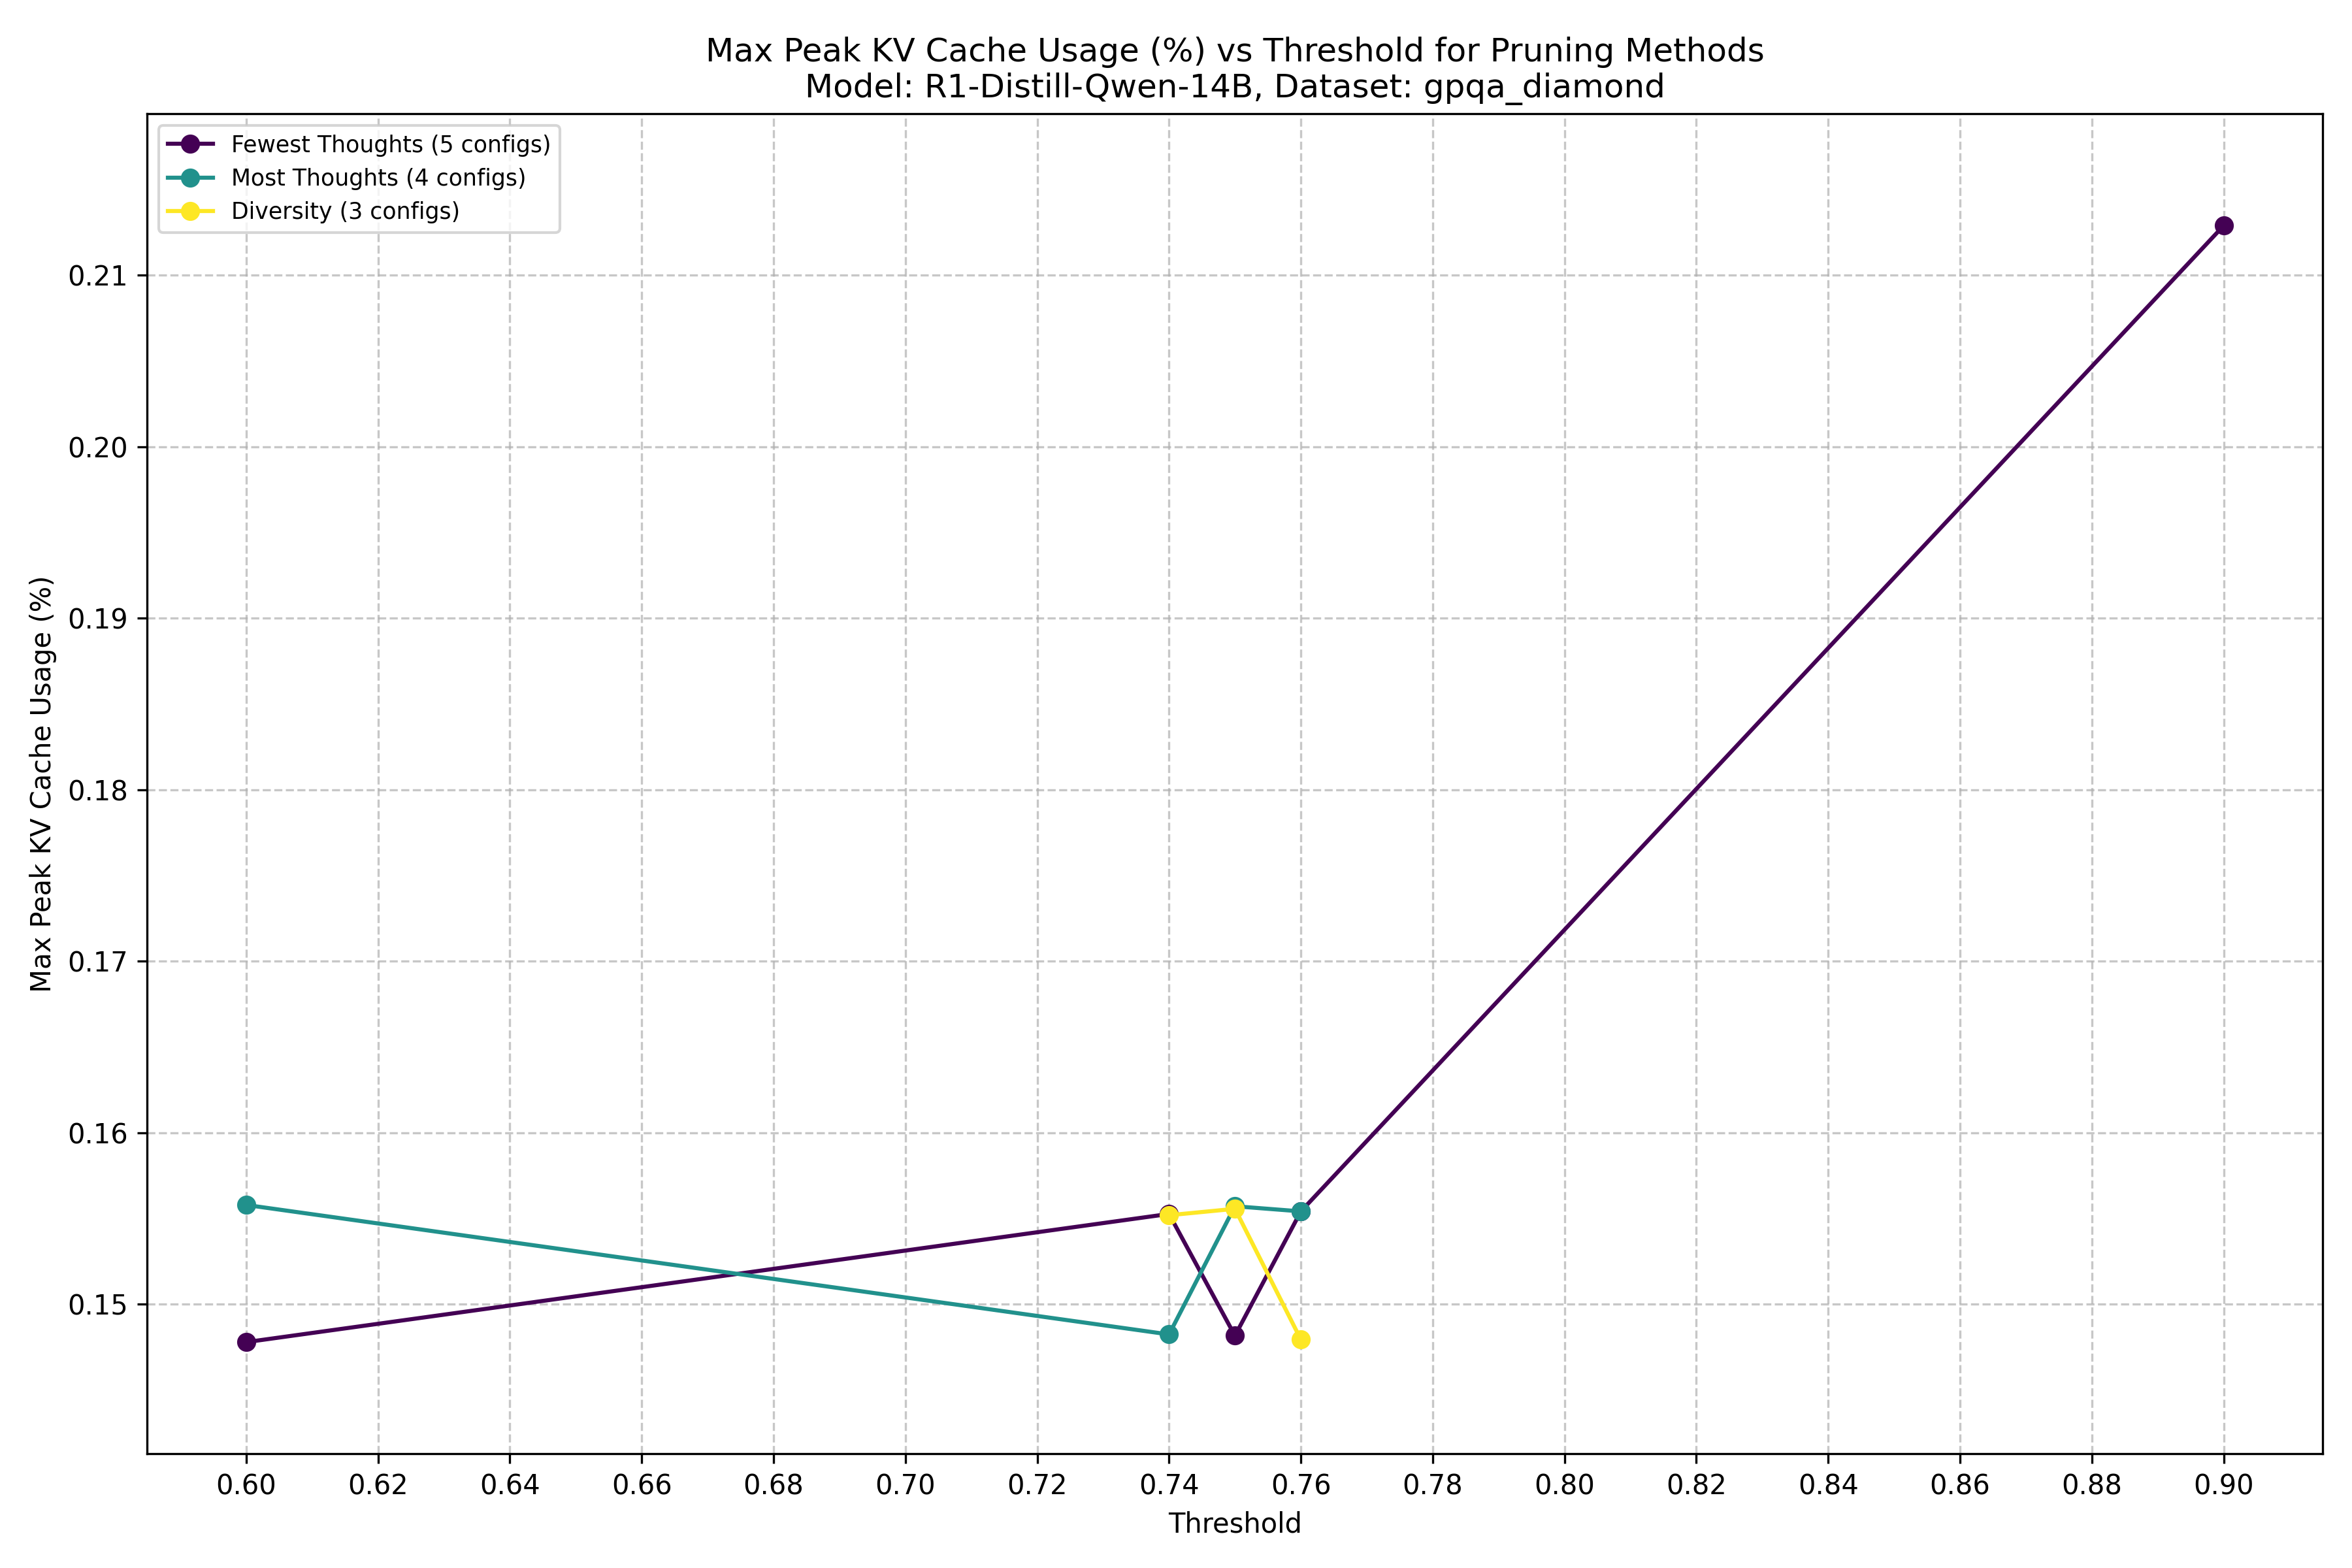 Max Peak KV Cache Usage (%) vs Threshold for Pruning Methods
Model: R1-Distill-Qwen-14B, Dataset: gpqa_diamond
Fewest Thoughts (5 configs)
Most Thoughts (4 configs)
Diversity (3 configs)
Max Peak KV Cache Usage (%)
0.21
0.20
0.19
0.18
0.17
0.16
0.15
0.60 0.62 0.64 0.66 0.68 0.70 0.72 0.74 0.76 0.78 0.80 0.82 0.84 0.86 0.88 0.90
Threshold